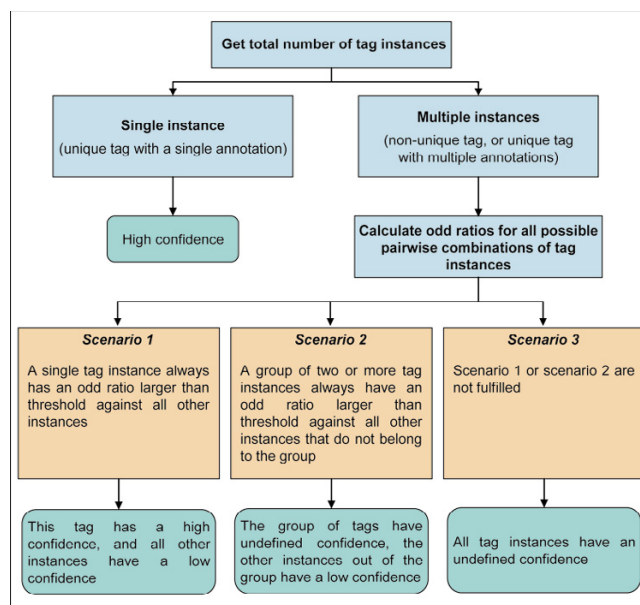 Get total number of tag instances
Single instance
(unique tag with a single annotation)
Multiple instances
(non-unique tag, or unique tag
with multiple annotations)
High confidence
Calculate odd ratios for all possible
pairwise combinations of tag
instances
Scenario 1
A single tag instance always
has an odd ratio larger than
threshold against all other
instances
Scenario 2
A group of two or more tag
instances always have an
odd ratio larger than
threshold against all other
instances that do not belong
to the group
Scenario 3
Scenario 1 or scenario 2 are
not fulfilled
This tag has a high
confidence, and all other
instances have a low
confidence
The group of tags have
undefined confidence, the
other instances out of the
group have a low confidence
All tag instances have an
undefined confidence